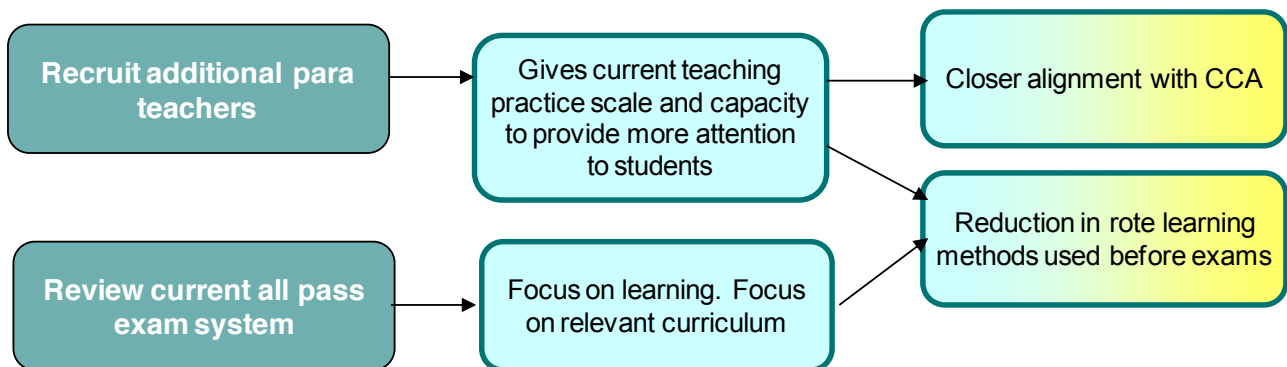 Recruit additional para
teachers
Gives current teaching
practice scale and capacity
to provide more attention
to students
Closer alignment with CCA
Reduction in rote learning
methods used before exams
Review current all pass
exam system
Focus on learning. Focus
on relevant curriculum